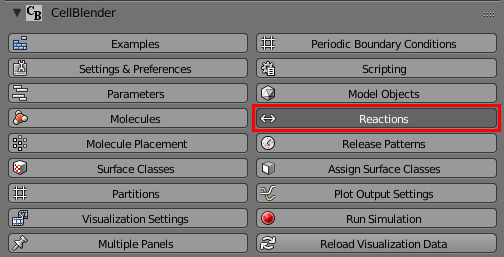 CB CellBlender
Examples
Periodic Boundary Conditions
Settings & Preferences
Scripting
Parameters
Model Objects
Molecules
Reactions
Molecule Placement
Release Patterns
Surface Classes
Assign Surface Classes
Partitions
Plot Output Settings
Visualization Settings
Run Simulation
Multiple Panels
Reload Visualization Data